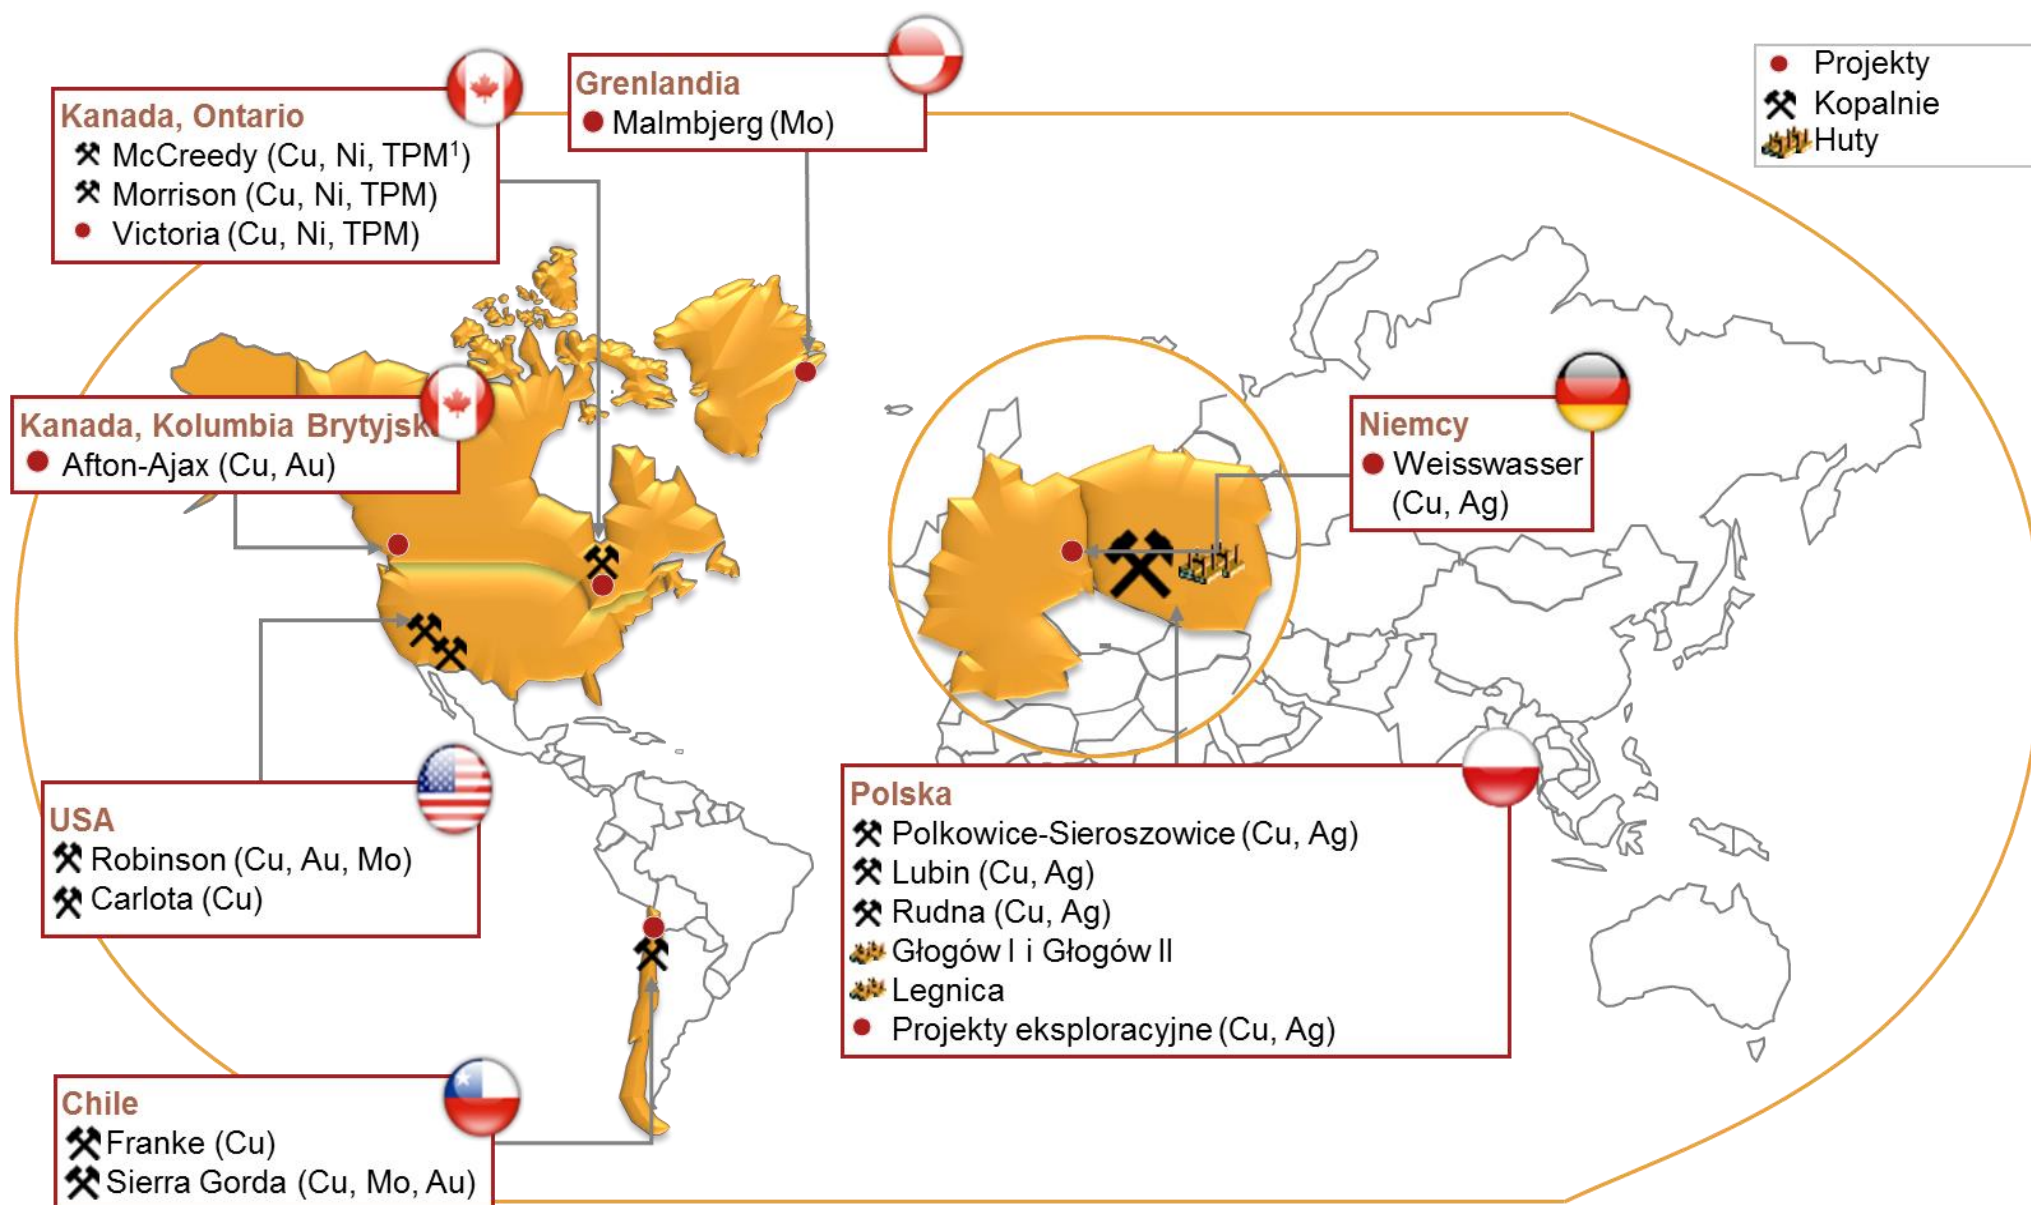 Kanada, Ontario
McCreedy (Cu, Ni, TPM¹)
Morrison (Cu, Ni, TPM)
Victoria (Cu, Ni, TPM)
Grenlandia
Malmbjerg (Mo)
Projekty
Kopalnie
Huty
Kanada, Kolumbia Brytyjsk
Afton-Ajax (Cu, Au)
Niemcy
Weisswasser
(Cu, Ag)
USA
Robinson (Cu, Au, Mo)
Carlota (Cu)
Polska
Polkowice-Sieroszowice (Cu, Ag)
Lubin (Cu, Ag)
Rudna (Cu, Ag)
Głogów I i Głogów II
Legnica
Projekty eksploracyjne (Cu, Ag)
Chile
Franke (Cu)
Sierra Gorda (Cu, Mo, Au)